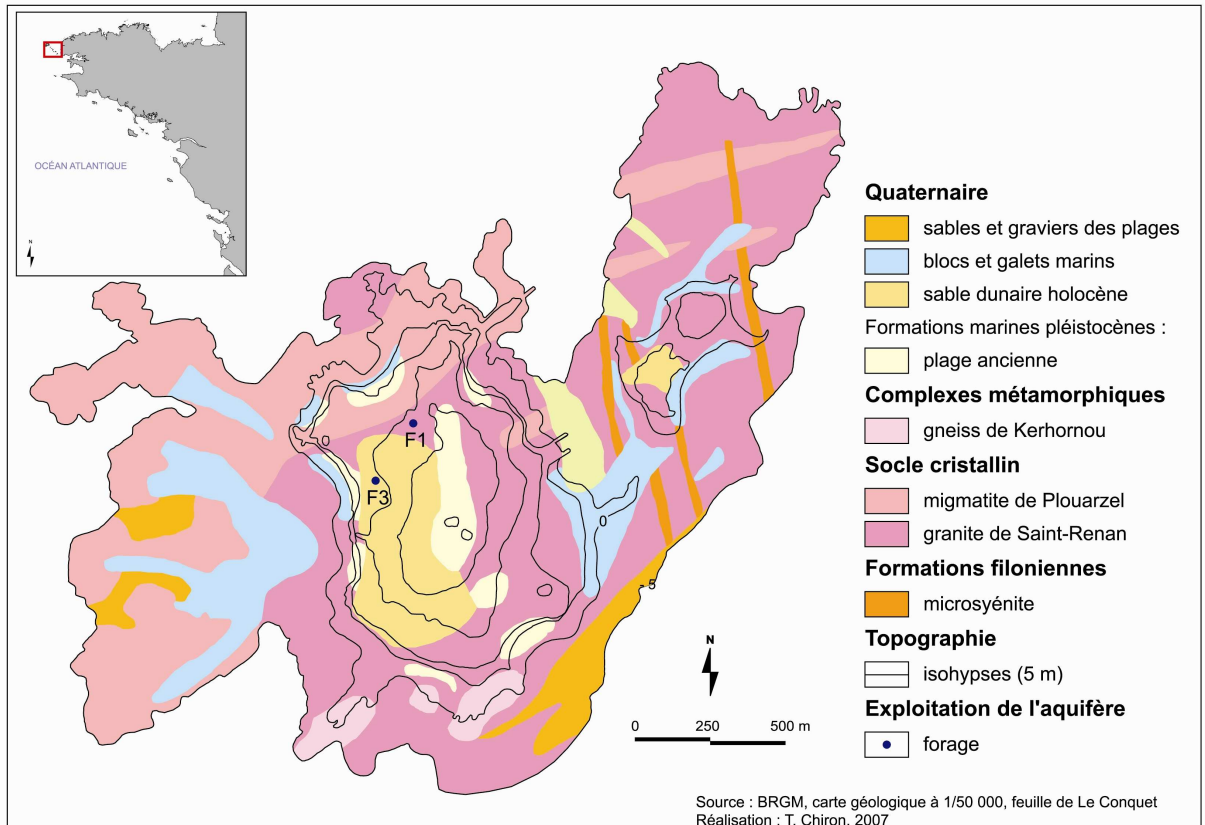 N
OCÉAN ATLANTIQUE
Quaternaire
sables et graviers des plages
blocs et galets marins
sable dunaire holocène
Formations marines pléistocènes :
plage ancienne
Complexes métamorphiques
gneiss de Kerhornou
Socle cristallin
migmatite de Plouarzel
granite de Saint-Renan
Formations filoniennes
microsyénite
Topographie
isohypses (5 m)
Exploitation de l'aquifère
forage
F1
F3
0
0
- 5
N
0 250 500 m
Source : BRGM, carte géologique à 1/50 000, feuille de Le Conquet
Réalisation : T. Chiron, 2007